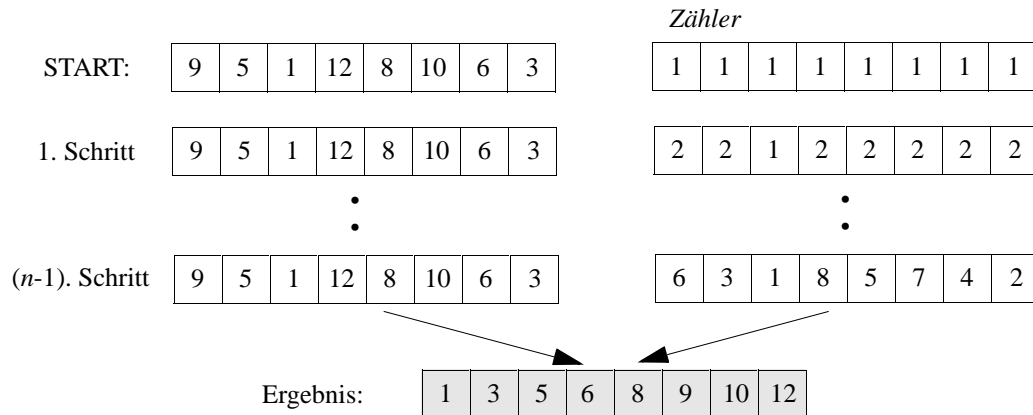 Zähler
START: 9 5 1 12 8 10 6 3 1 1 1 1 1 1 1 1
1. Schritt 9 5 1 12 8 10 6 3 2 2 1 2 2 2 2 2
(n-1). Schritt 9 5 1 12 8 10 6 3 6 3 1 8 5 7 4 2
Ergebnis: 1 3 5 6 8 9 10 12